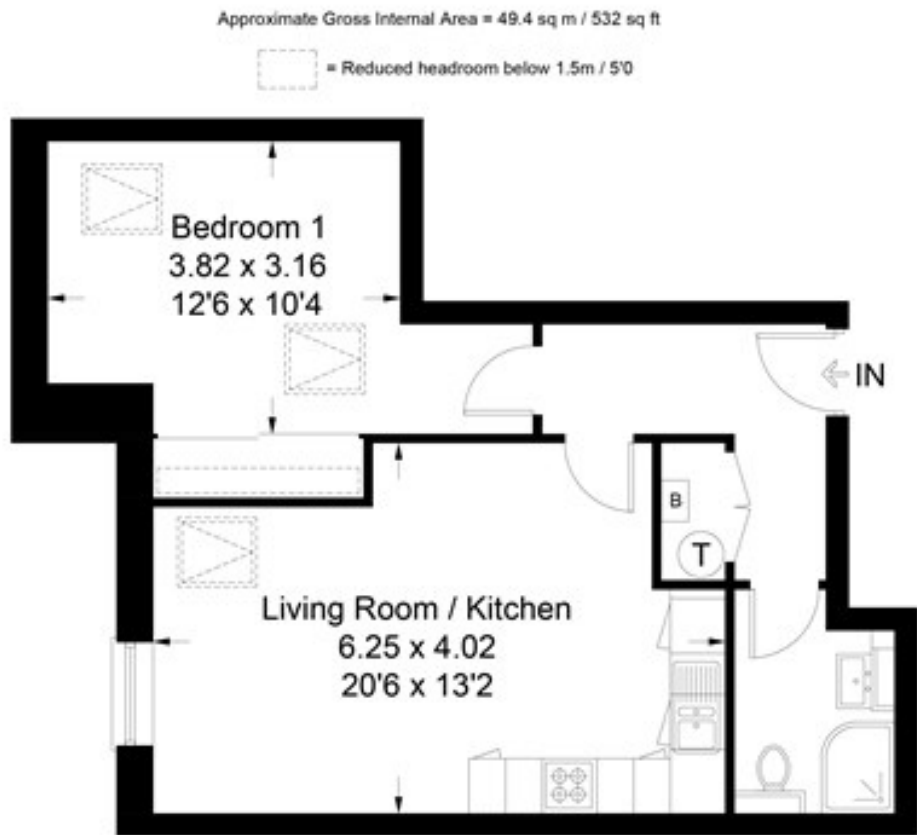 Approximate Gross Internal Area = 49.4 sq m / 532 sq ft
= Reduced headroom below 1.5m / 5'0
Bedroom 1
3.82 x 3.16
12'6 x 10'4
IN
B
T
Living Room / Kitchen
6.25 x 4.02
20'6 x 13'2